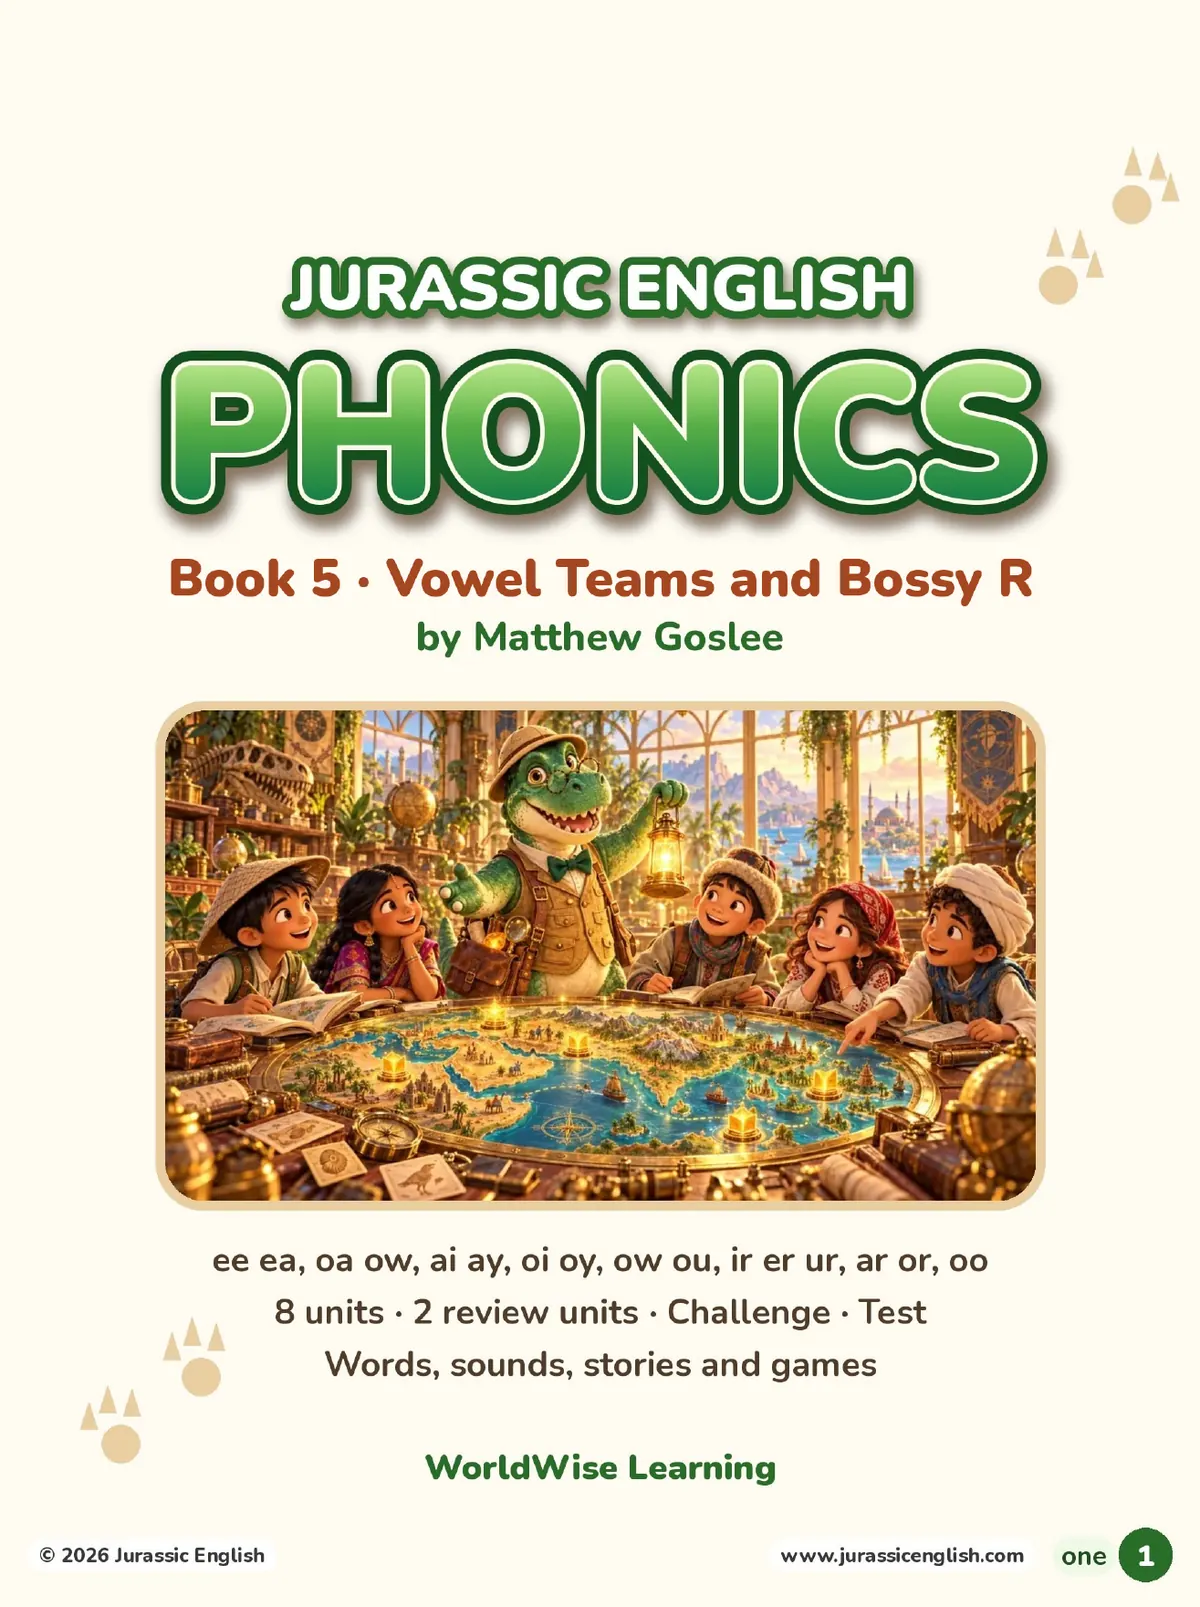 JURASSIC ENGLISH
PHONICS
Book 5 · Vowel Teams and Bossy R
by Matthew Goslee
ee ea, oa ow, ai ay, oi oy, ow ou, ir er ur, ar or, oo
8 units · 2 review units · Challenge · Test
Words, sounds, stories and games
WorldWise Learning
© 2026 Jurassic English
www.jurassicenglish.com
one 1